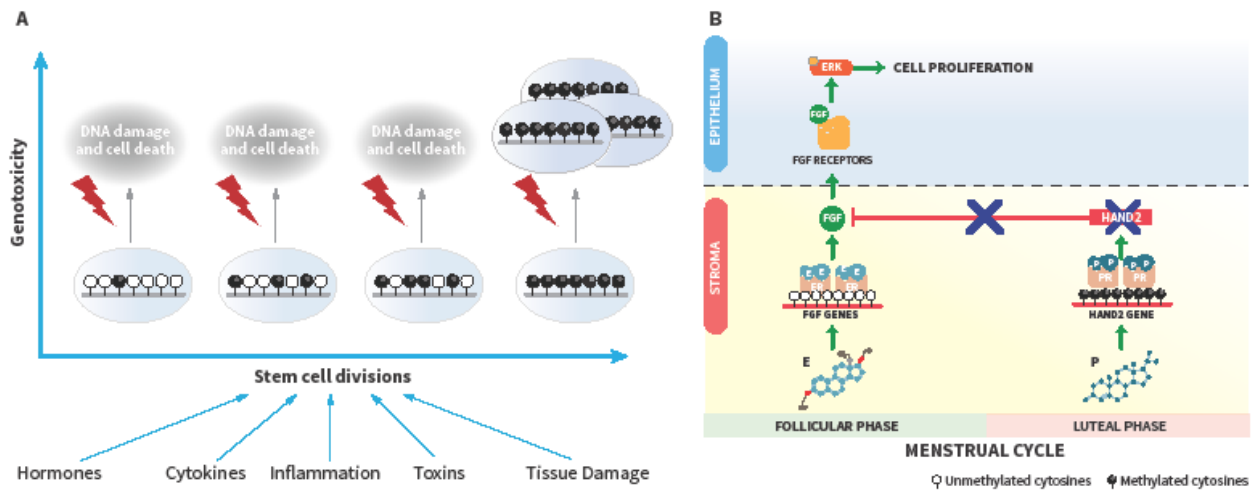 A
Genotoxicity
DNA damage
and cell death
DNA damage
and cell death
DNA damage
and cell death
Stem cell divisions
Hormones
Cytokines
Inflammation
Toxins
Tissue Damage
B
EPITHELIUM
ERK
CELL PROLIFERATION
FGF
FGF RECEPTORS
STROMA
FGF
HAND2
E
E
ER
ER
FGF GENES
P
P
P
P
PR
PR
HAND2 GENE
E
P
FOLLICULAR PHASE
LUTEAL PHASE
MENSTRUAL CYCLE
Unmethylated cytosines
Methylated cytosines